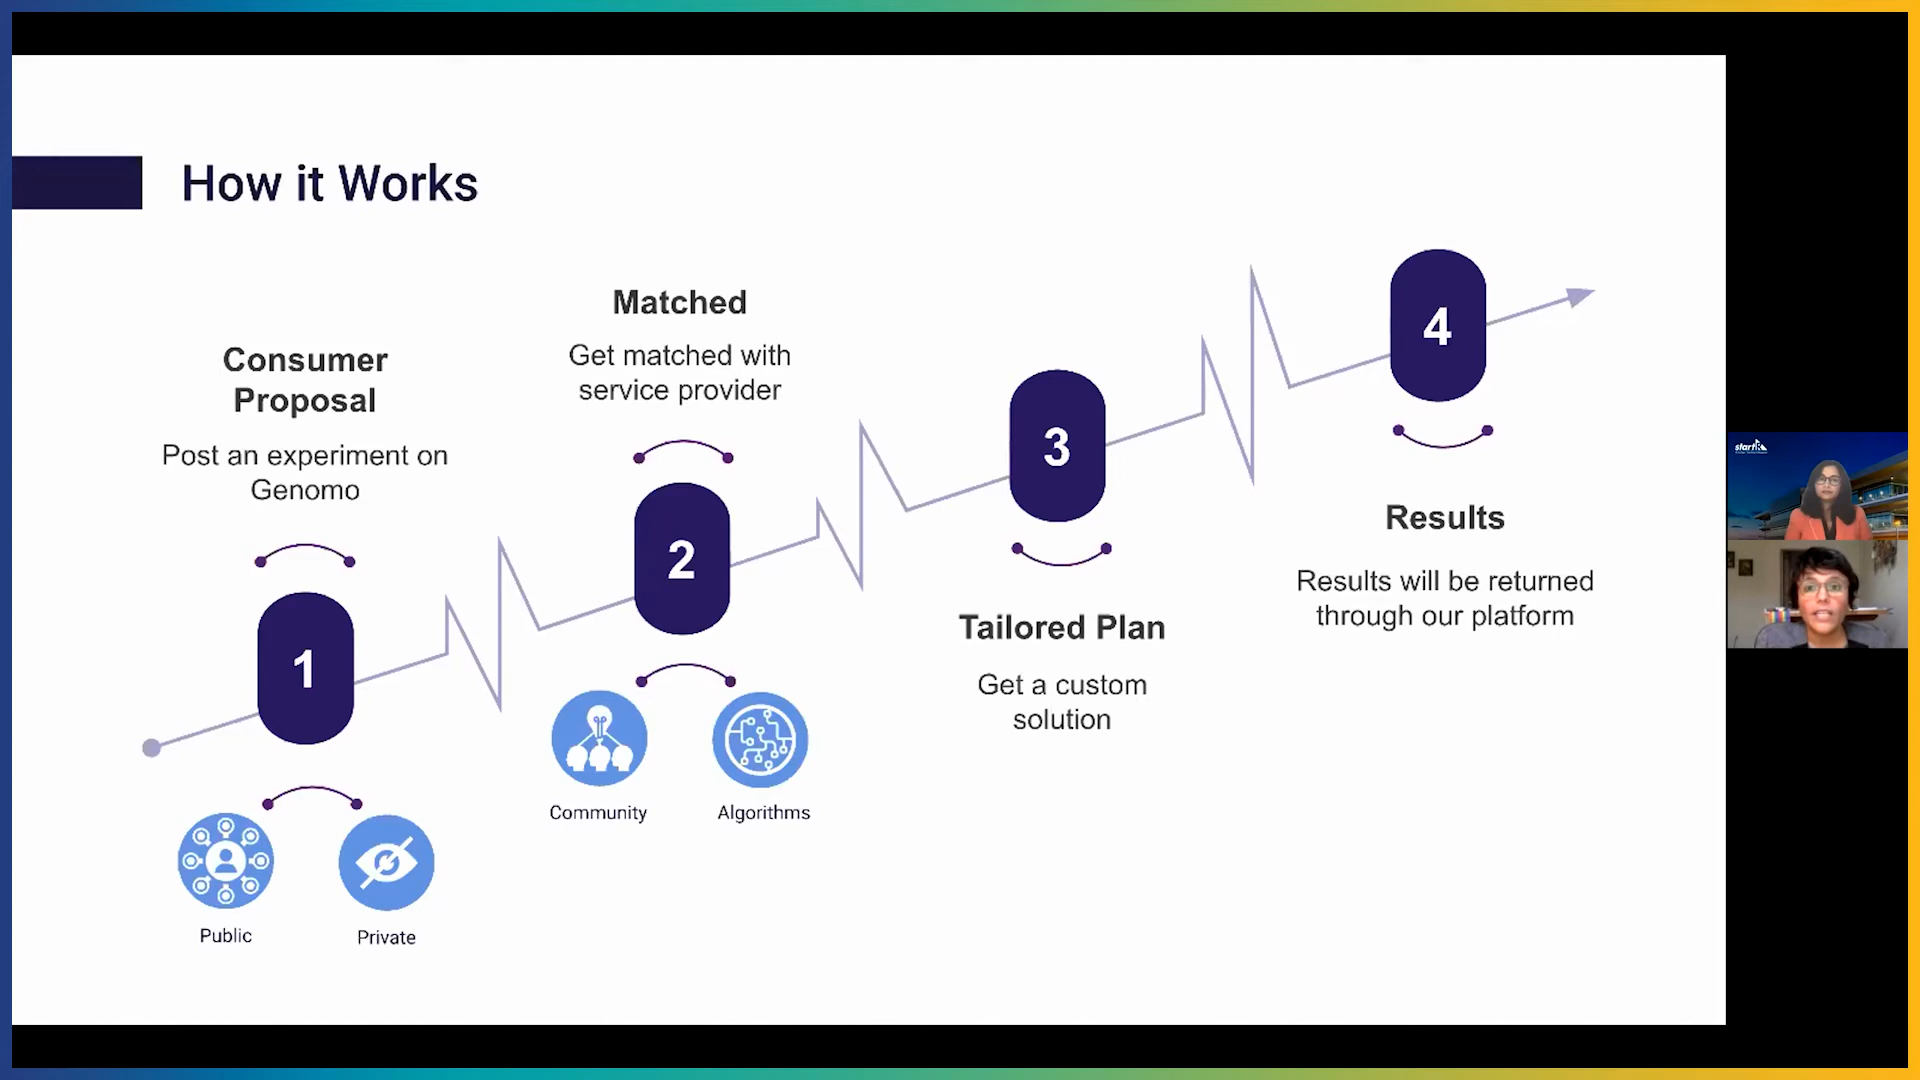 How it Works
Consumer
Proposal
Post an experiment on
Genomo
1
Public
Private
Matched
Get matched with
service provider
2
Community
Algorithms
3
Tailored Plan
Get a custom
solution
4
Results
Results will be returned
through our platform